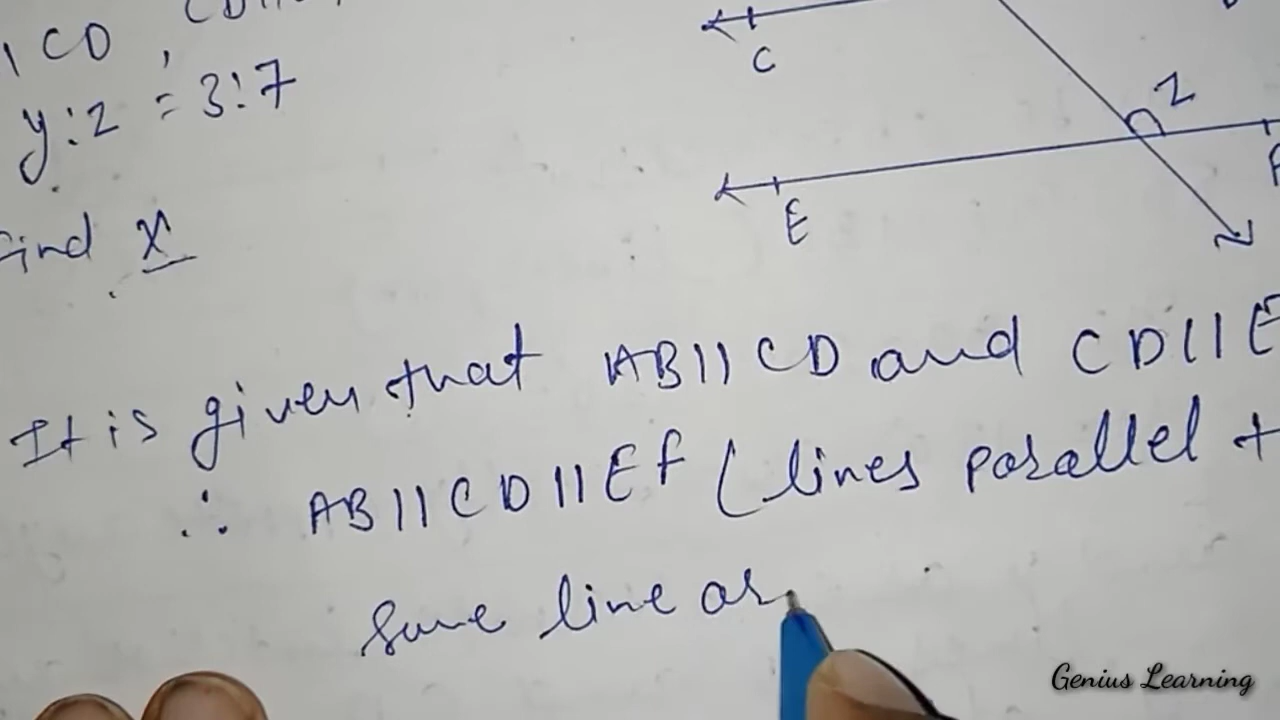 CD ,
y:z = 3:7
find x
C
Z
E
It is given that AB||CD and CD||E
∴ AB||CD||EF (lines parallel t
same line ar
Genius Learning